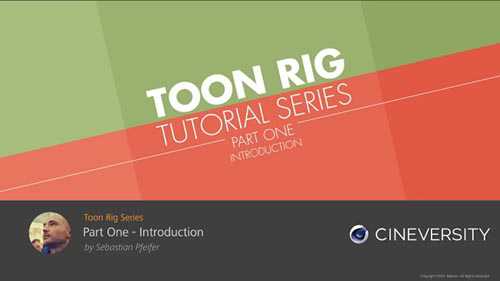 TOON RIG
TUTORIAL SERIES
PART ONE
INTRODUCTION
Toon Rig Series
Part One - Introduction
by Sebastian Pfeifer
CINEVERSITY